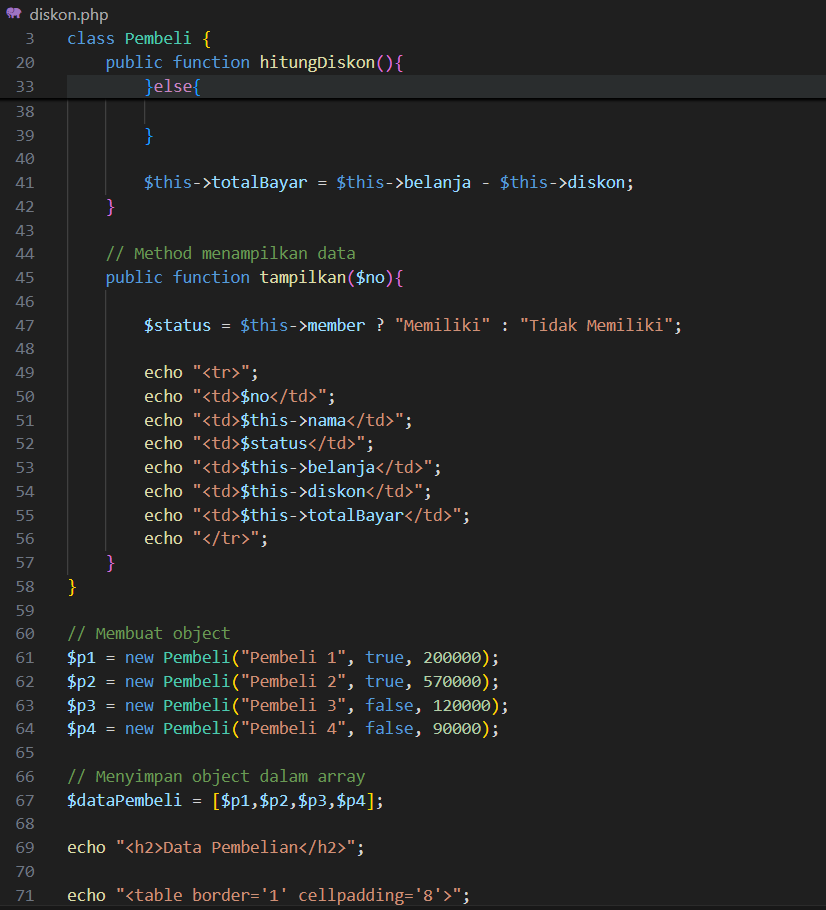 diskon.php
3 class Pembeli {
20 public function hitungDiskon(){
33 }else{
38
39 }
40
41 $this->totalBayar = $this->belanja - $this->diskon;
42 }
43
44 // Method menampilkan data
45 public function tampilkan($no){
46
47 $status = $this->member ? "Memiliki" : "Tidak Memiliki";
48
49 echo "<tr>";
50 echo "<td>$no</td>";
51 echo "<td>$this->nama</td>";
52 echo "<td>$status</td>";
53 echo "<td>$this->belanja</td>";
54 echo "<td>$this->diskon</td>";
55 echo "<td>$this->totalBayar</td>";
56 echo "</tr>";
57 }
58 }
59
60 // Membuat object
61 $p1 = new Pembeli("Pembeli 1", true, 200000);
62 $p2 = new Pembeli("Pembeli 2", true, 570000);
63 $p3 = new Pembeli("Pembeli 3", false, 120000);
64 $p4 = new Pembeli("Pembeli 4", false, 90000);
65
66 // Menyimpan object dalam array
67 $dataPembeli = [$p1,$p2,$p3,$p4];
68
69 echo "<h2>Data Pembelian</h2>";
70
71 echo "<table border='1' cellpadding='8'>";